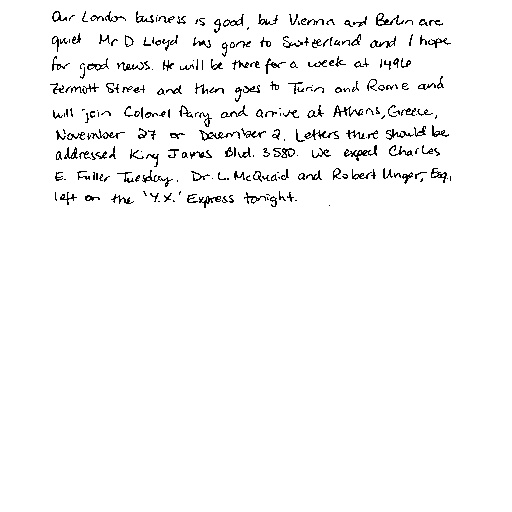 Our London business is good, but Vienna and Berlin are
quiet Mr D Lloyd has gone to Switzerland and I hope
for good news. He will be there for a week at 1496
Zermott Street and then goes to Turin and Rome and
will join Colonel Parry and arrive at Athens, Greece,
November 27 or December 2. Letters there should be
addressed King James Blvd. 3580. We expect Charles
E. Fuller Tuesday. Dr. L. McQuaid and Robert Unger, Esq,
left on the 'Y.X.' Express tonight.